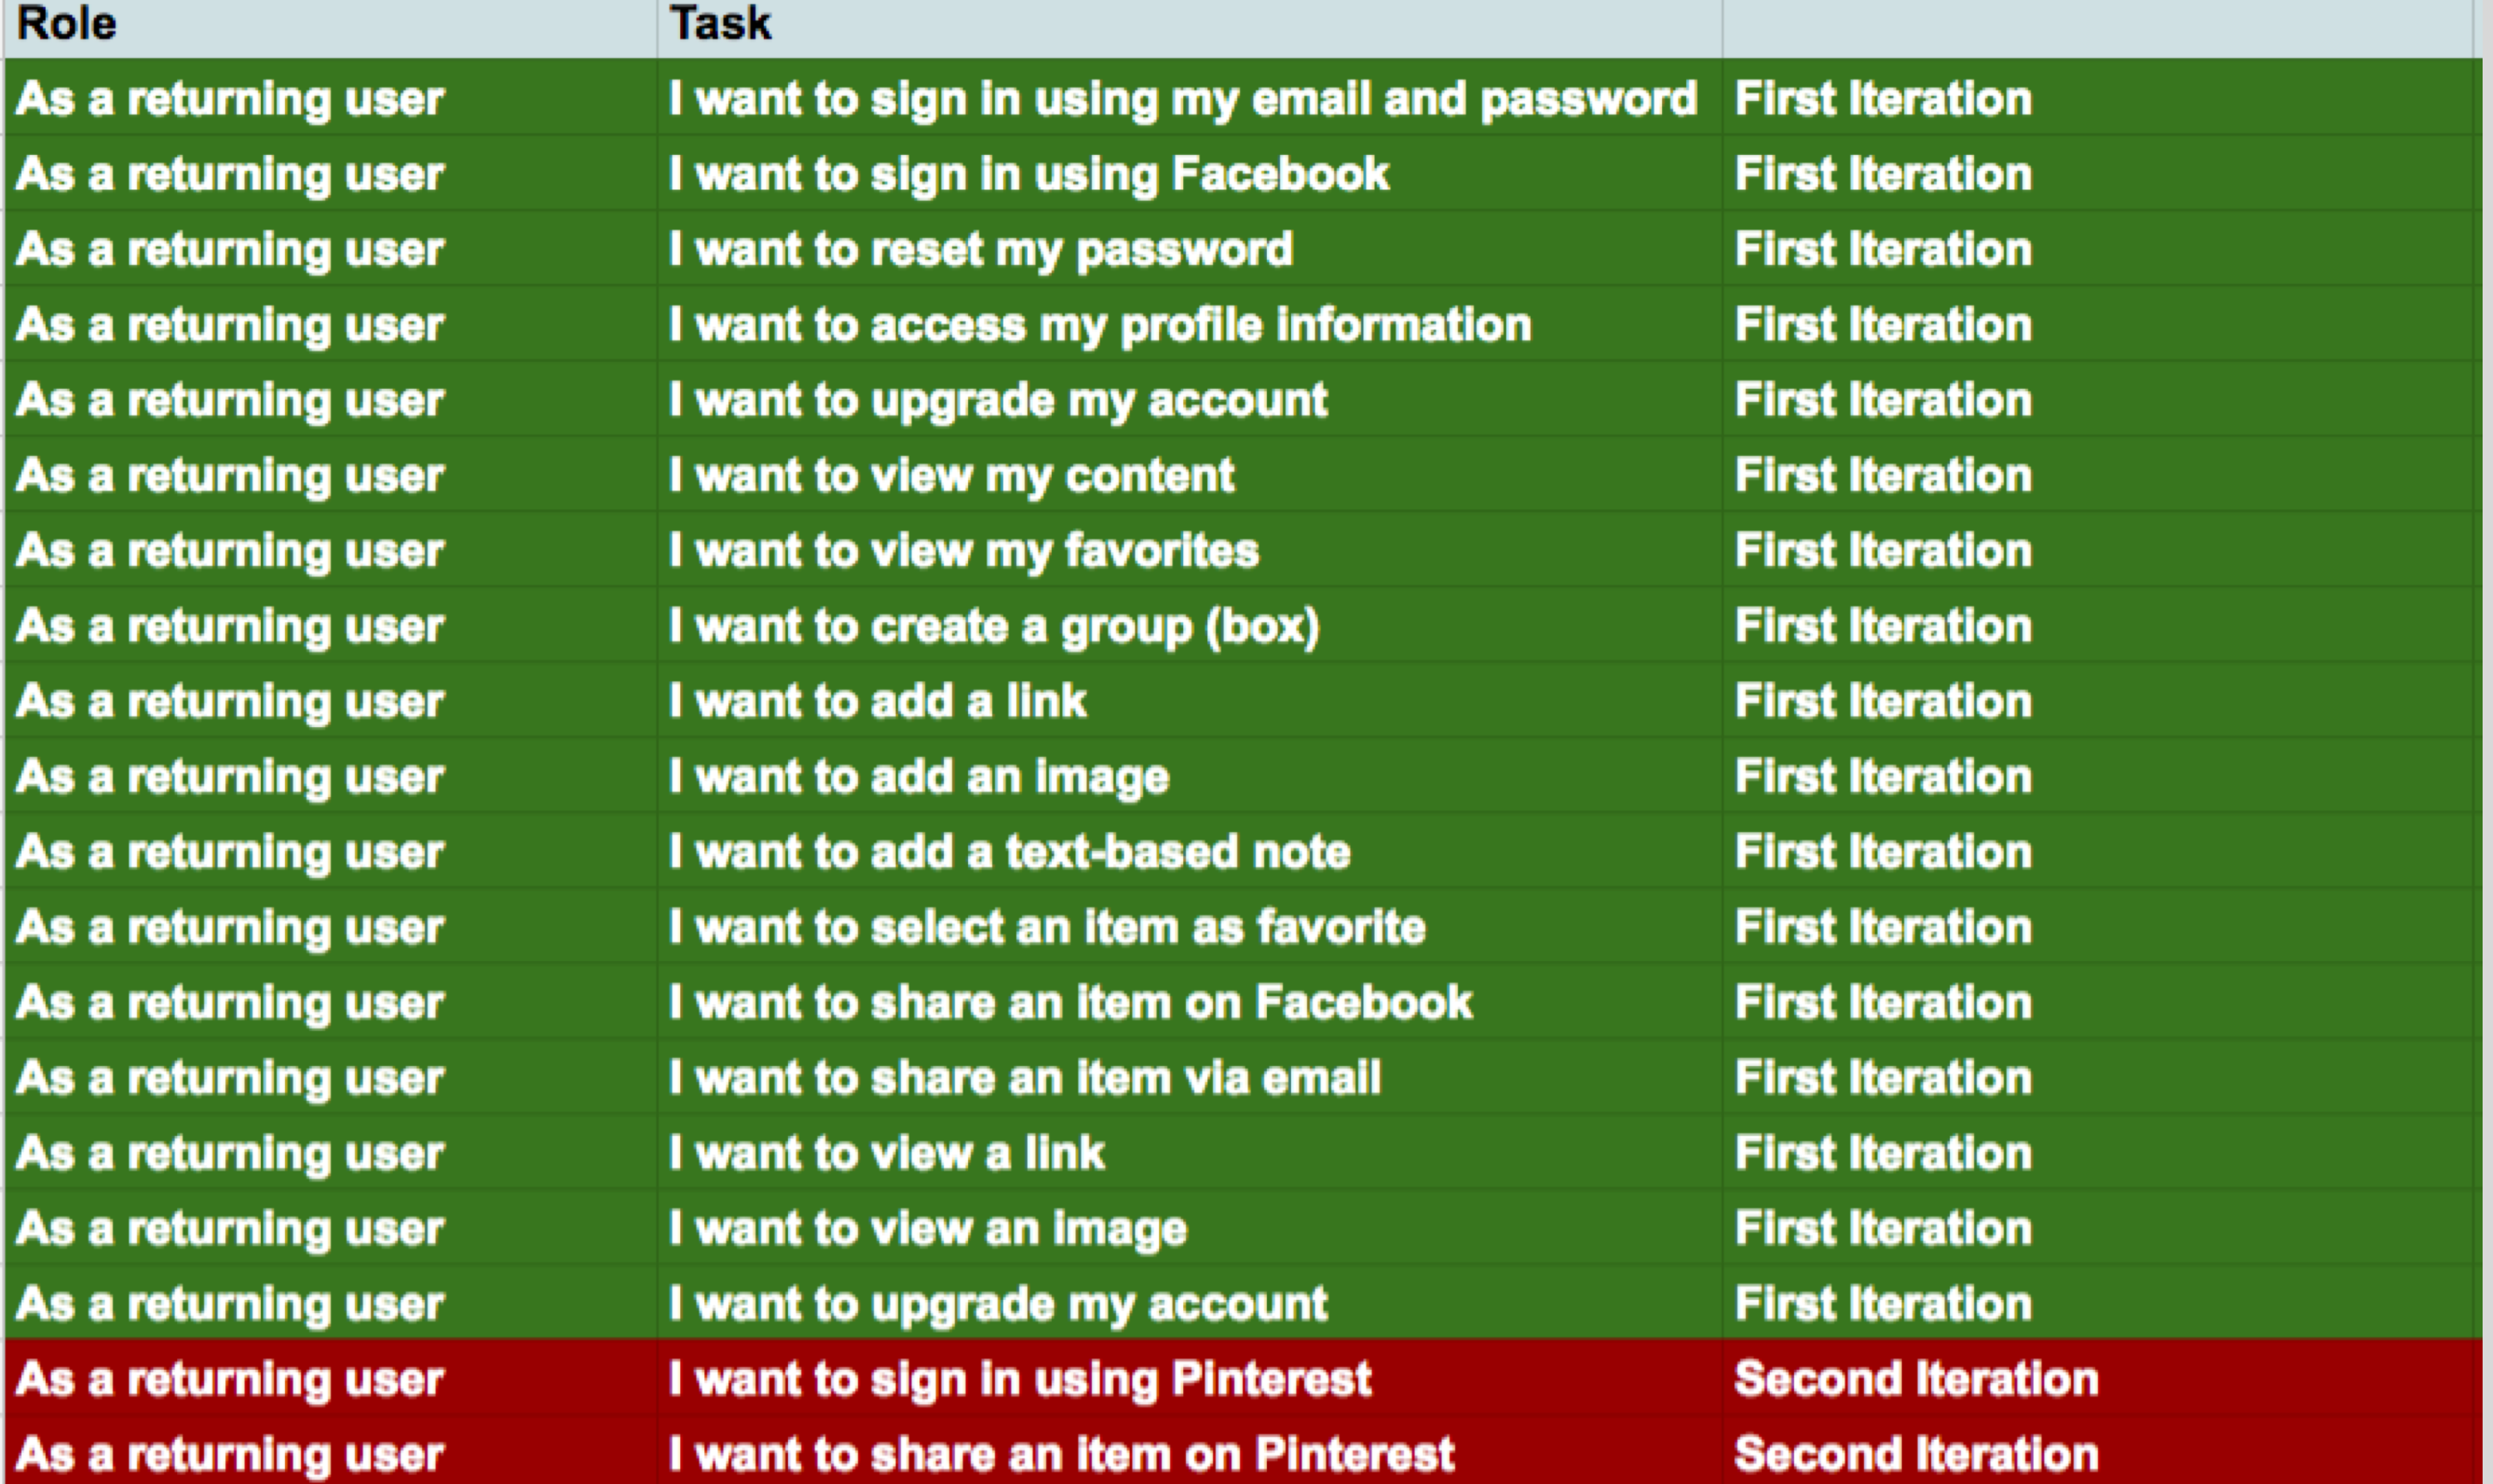 Role Task
As a returning user I want to sign in using my email and password First Iteration
As a returning user I want to sign in using Facebook First Iteration
As a returning user I want to reset my password First Iteration
As a returning user I want to access my profile information First Iteration
As a returning user I want to upgrade my account First Iteration
As a returning user I want to view my content First Iteration
As a returning user I want to view my favorites First Iteration
As a returning user I want to create a group (box) First Iteration
As a returning user I want to add a link First Iteration
As a returning user I want to add an image First Iteration
As a returning user I want to add a text-based note First Iteration
As a returning user I want to select an item as favorite First Iteration
As a returning user I want to share an item on Facebook First Iteration
As a returning user I want to share an item via email First Iteration
As a returning user I want to view a link First Iteration
As a returning user I want to view an image First Iteration
As a returning user I want to upgrade my account First Iteration
As a returning user I want to sign in using Pinterest Second Iteration
As a returning user I want to share an item on Pinterest Second Iteration